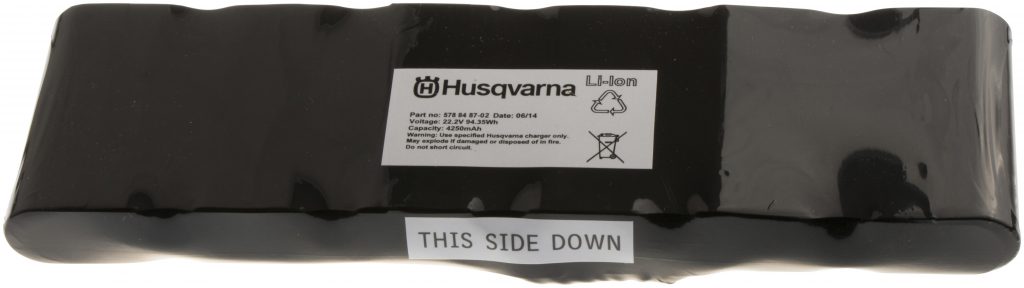 Husqvarna
Li-Ion
Part no: 578 84 87-02 Date: 06/14
Voltage: 22.2V 94.35Wh
Capacity: 4250mAh
Warning: Use specified Husqvarna charger only.
May explode if damaged or disposed of in fire.
Do not short circuit.
THIS SIDE DOWN